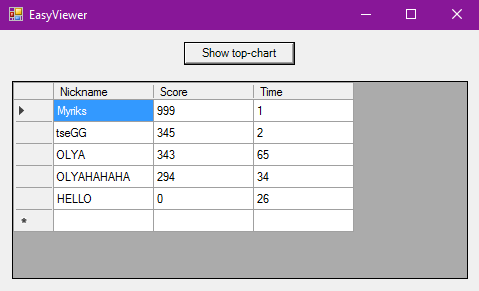 EasyViewer
Show top-chart
Nickname Score Time
Myriks 999 1
tseGG 345 2
OLYA 343 65
OLYAHAHAHA 294 34
HELLO 0 26
*